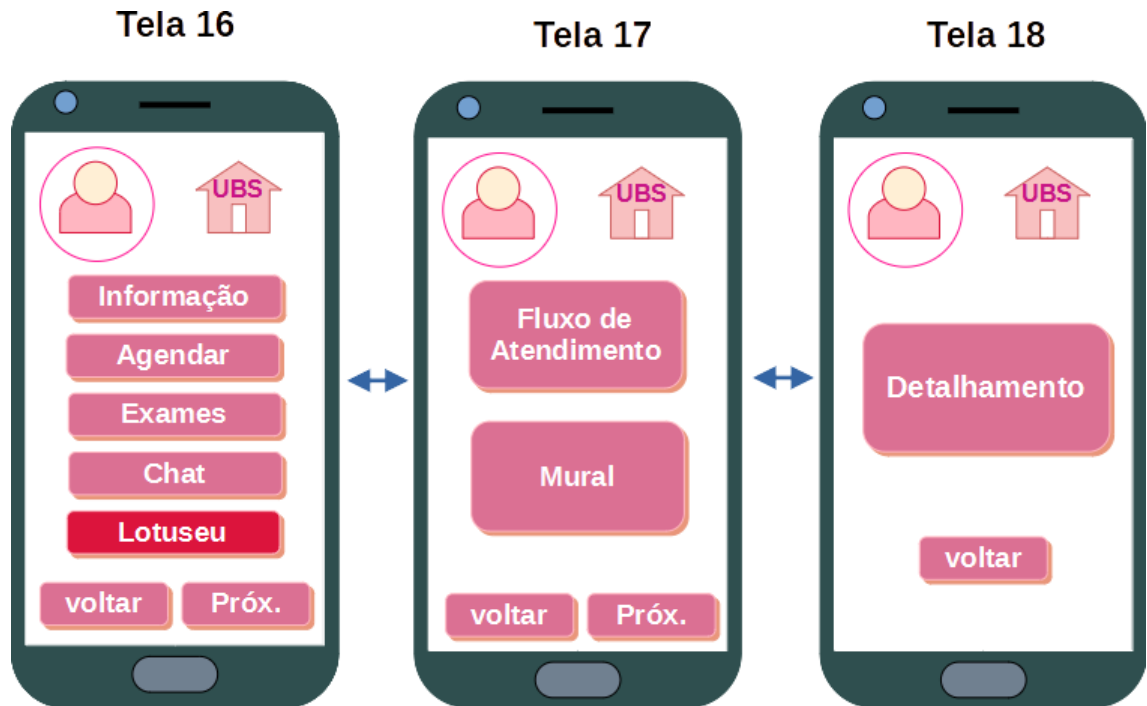 Tela 16
UBS
Informação
Agendar
Exames
Chat
Lotuseu
voltar
Próx.
Tela 17
UBS
Fluxo de
Atendimento
Mural
voltar
Próx.
Tela 18
UBS
Detalhamento
voltar